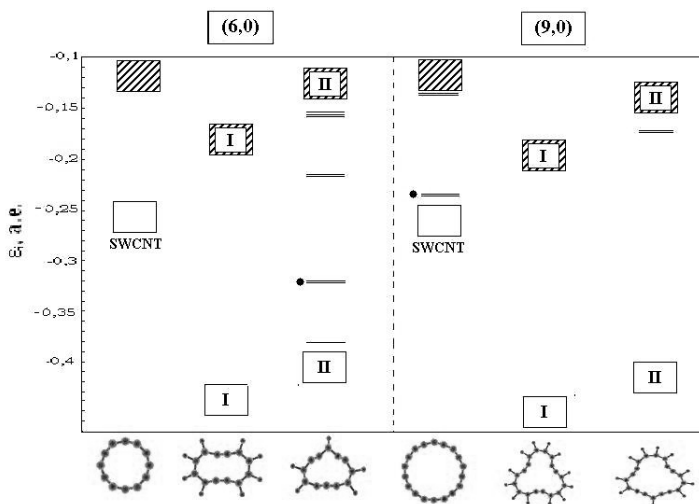 (6,0) (9,0)
-0,1
II II
-0,15
I I
-0,2
-0,25
SWCNT SWCNT
-0,3
-0,35
II II
-0,4
I I
εi, a.e.